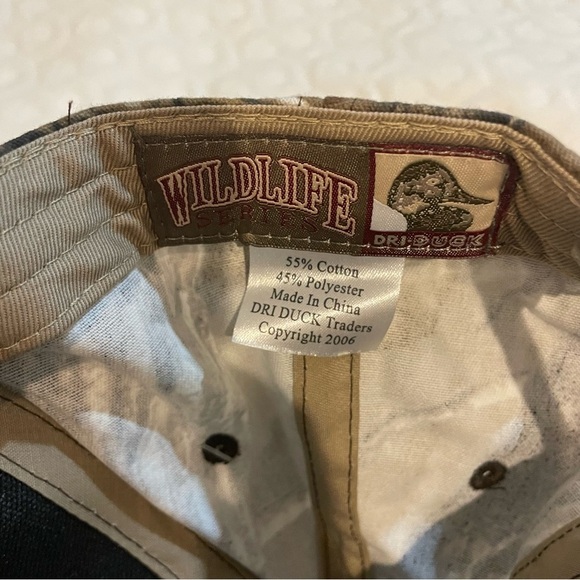 WILDLIFE
SERIES
DRI-DUCK
55% Cotton
45% Polyester
Made In China
DRI DUCK Traders
Copyright 2006